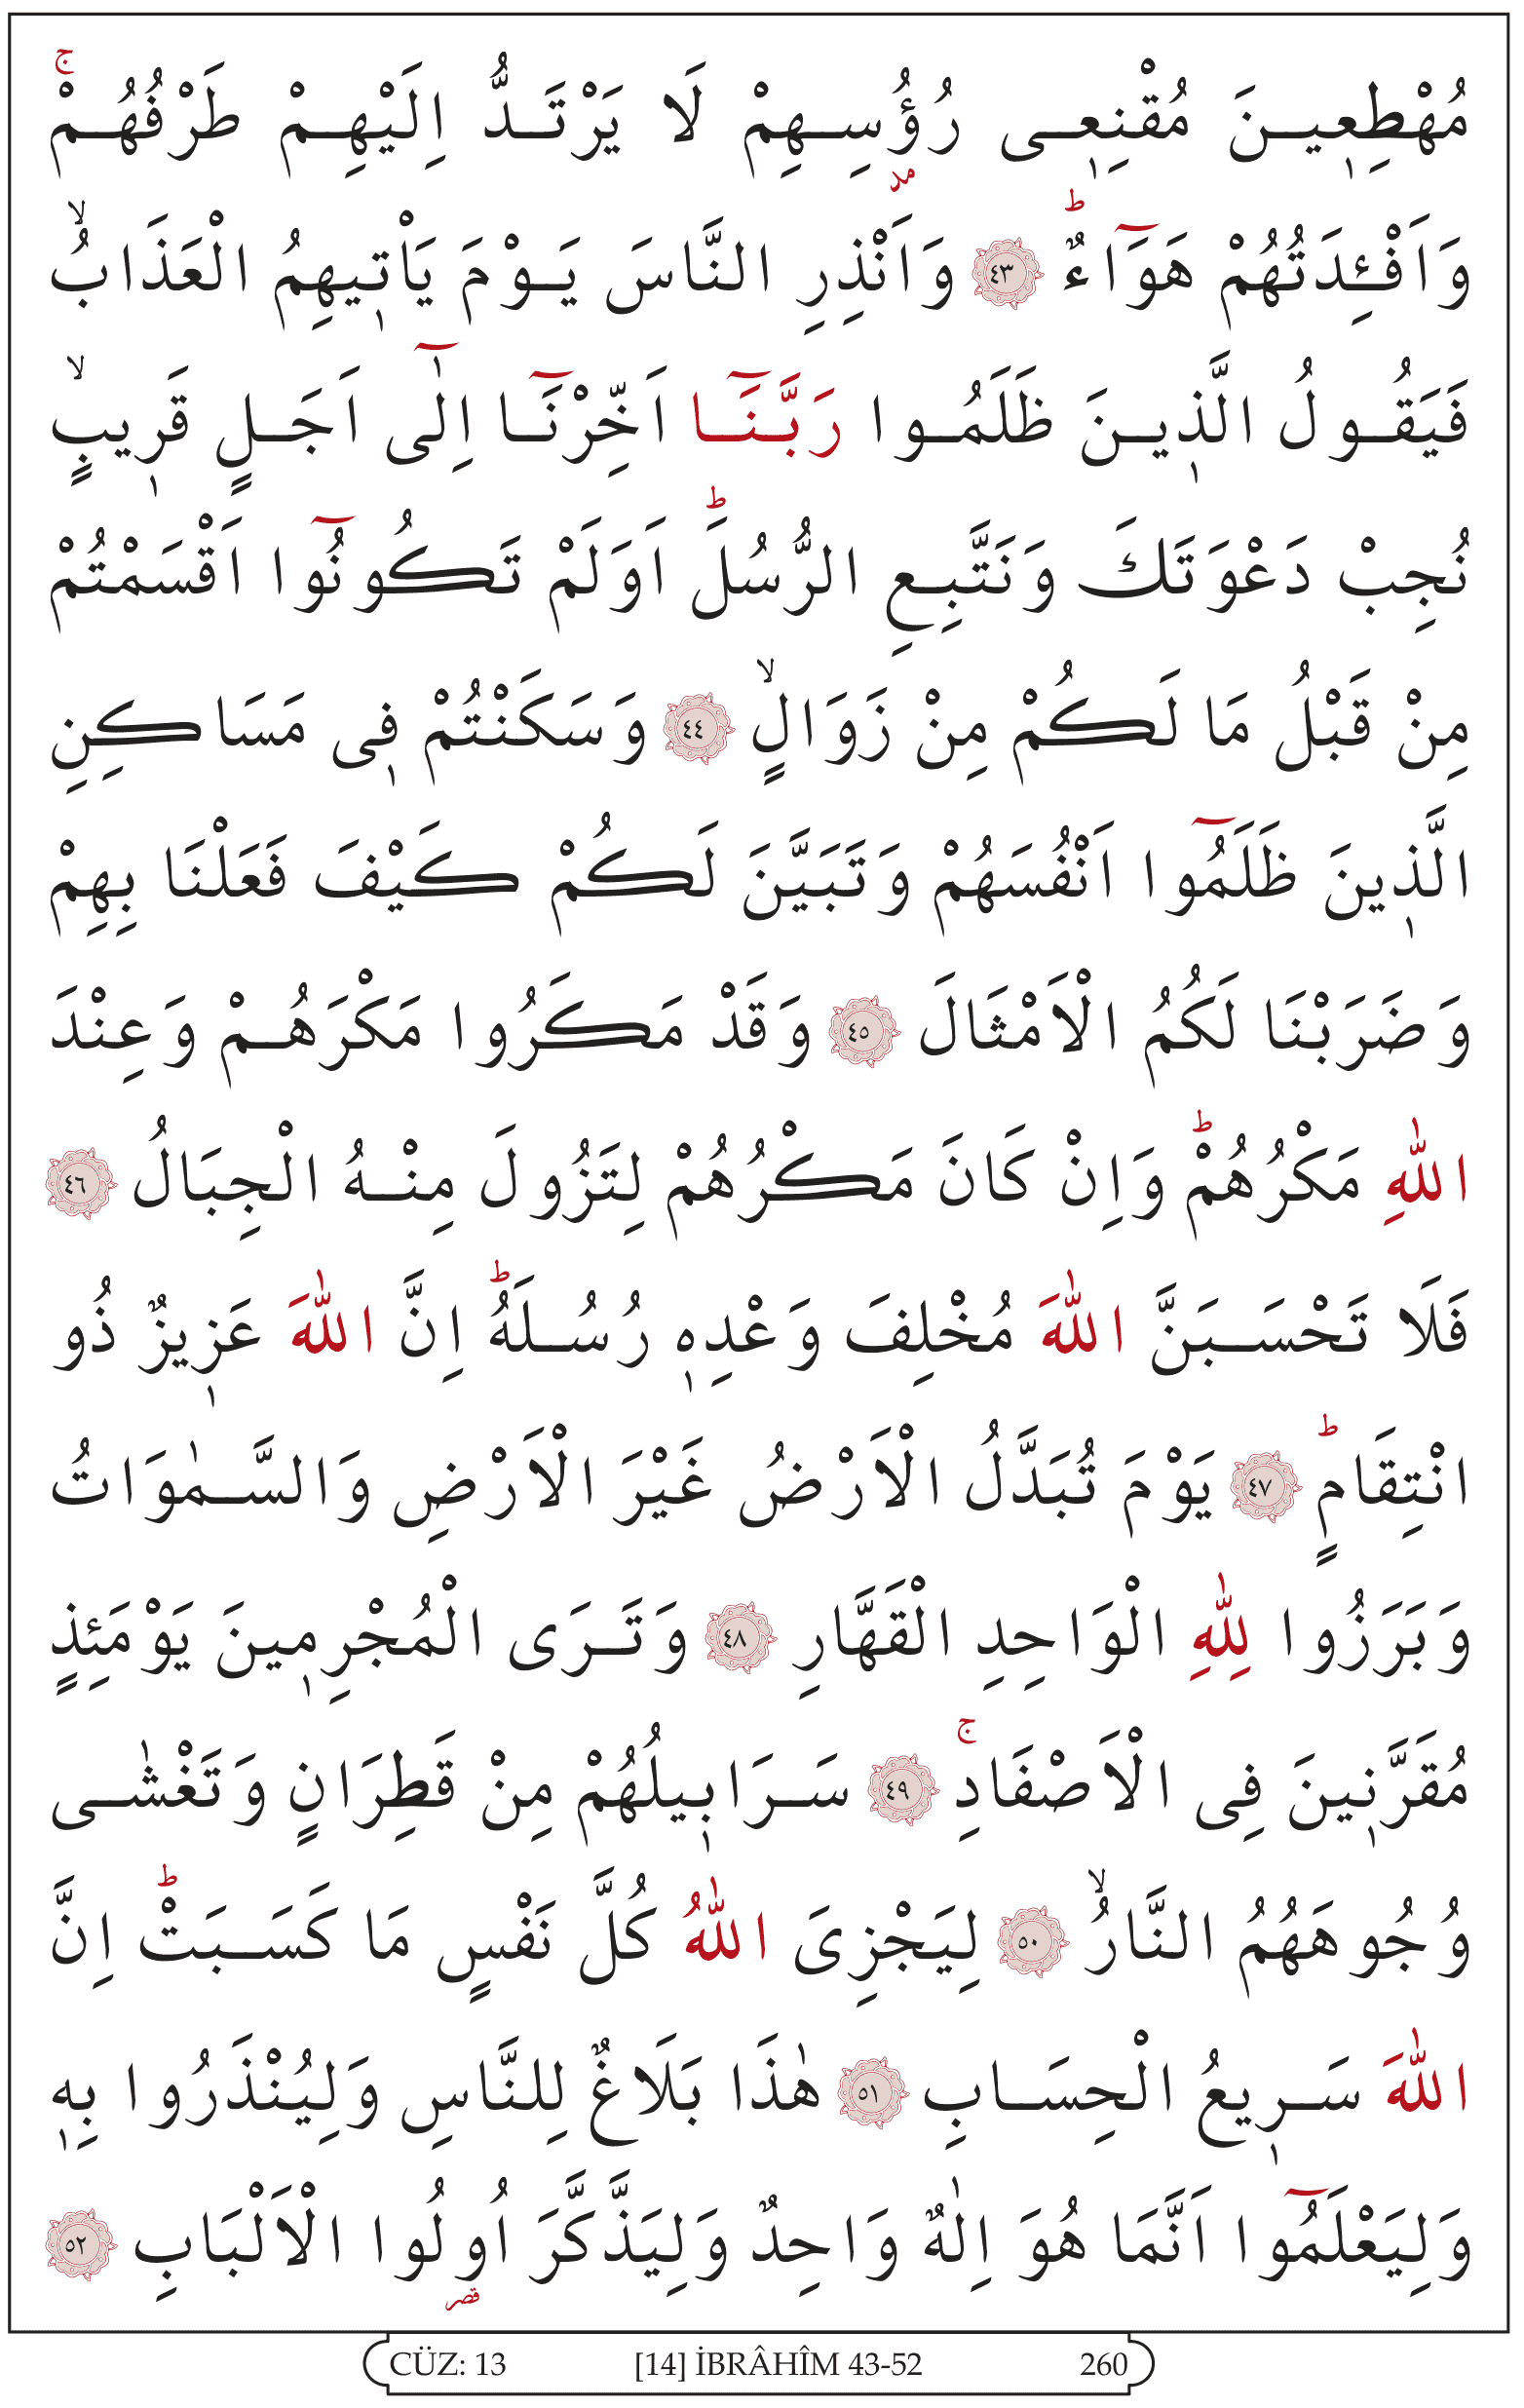 مُهْطِع۪ينَ مُقْنِع۪ى رُؤُسِهِمْ لَا يَرْتَدُّ اِلَيْهِمْ طَرْفُهُمْۚ
وَاَفْـِٔدَتُهُمْ هَوَٓاءٌۜ ﴿٤٣﴾ وَاَنْذِرِ النَّاسَ يَوْمَ يَاْت۪يهِمُ الْعَذَابُۙ
فَيَقُولُ الَّذ۪ينَ ظَلَمُوا رَبَّنَٓا اَخِّرْنَٓا اِلٰٓى اَجَلٍ قَر۪يبٍۙ
نُجِبْ دَعْوَتَكَ وَنَتَّبِعِ الرُّسُلَۜ اَوَلَمْ تَكُونُٓوا اَقْسَمْتُمْ
مِنْ قَبْلُ مَا لَكُمْ مِنْ زَوَالٍۙ ﴿٤٤﴾ وَسَكَنْتُمْ ف۪ى مَسَاكِنِ
الَّذ۪ينَ ظَلَمُٓوا اَنْفُسَهُمْ وَتَبَيَّنَ لَكُمْ كَيْفَ فَعَلْنَا بِهِمْ
وَضَرَبْنَا لَكُمُ الْاَمْثَالَ ﴿٤٥﴾ وَقَدْ مَكَرُوا مَكْرَهُمْ وَعِنْدَ
اللّٰهِ مَكْرُهُمْۜ وَاِنْ كَانَ مَكْرُهُمْ لِتَزُولَ مِنْهُ الْجِبَالُ ﴿٤٦﴾
فَلَا تَحْسَبَنَّ اللّٰهَ مُخْلِفَ وَعْدِه۪ رُسُلَهُۜ اِنَّ اللّٰهَ عَز۪يزٌ ذُو
انْتِقَامٍۜ ﴿٤٧﴾ يَوْمَ تُبَدَّلُ الْاَرْضُ غَيْرَ الْاَرْضِ وَالسَّمٰوَاتُ
وَبَرَزُوا لِلّٰهِ الْوَاحِدِ الْقَهَّارِ ﴿٤٨﴾ وَتَرَى الْمُجْرِم۪ينَ يَوْمَئِذٍ
مُقَرَّن۪ينَ فِى الْاَصْفَادِۚ ﴿٤٩﴾ سَرَاب۪يلُهُمْ مِنْ قَطِرَانٍ وَتَغْشٰى
وُجُوهَهُمُ النَّارُۙ ﴿٥٠﴾ لِيَجْزِىَ اللّٰهُ كُلَّ نَفْسٍ مَا كَسَبَتْۜ اِنَّ
اللّٰهَ سَر۪يعُ الْحِسَابِ ﴿٥١﴾ هٰذَا بَلَاغٌ لِلنَّاسِ وَلِيُنْذَرُوا بِه۪
وَلِيَعْلَمُٓوا اَنَّمَا هُوَ اِلٰهٌ وَاحِدٌ وَلِيَذَّكَّرَ اُولُوا الْاَلْبَابِ ﴿٥٢﴾
قصر
CÜZ: 13 [14] İBRÂHÎM 43-52 260